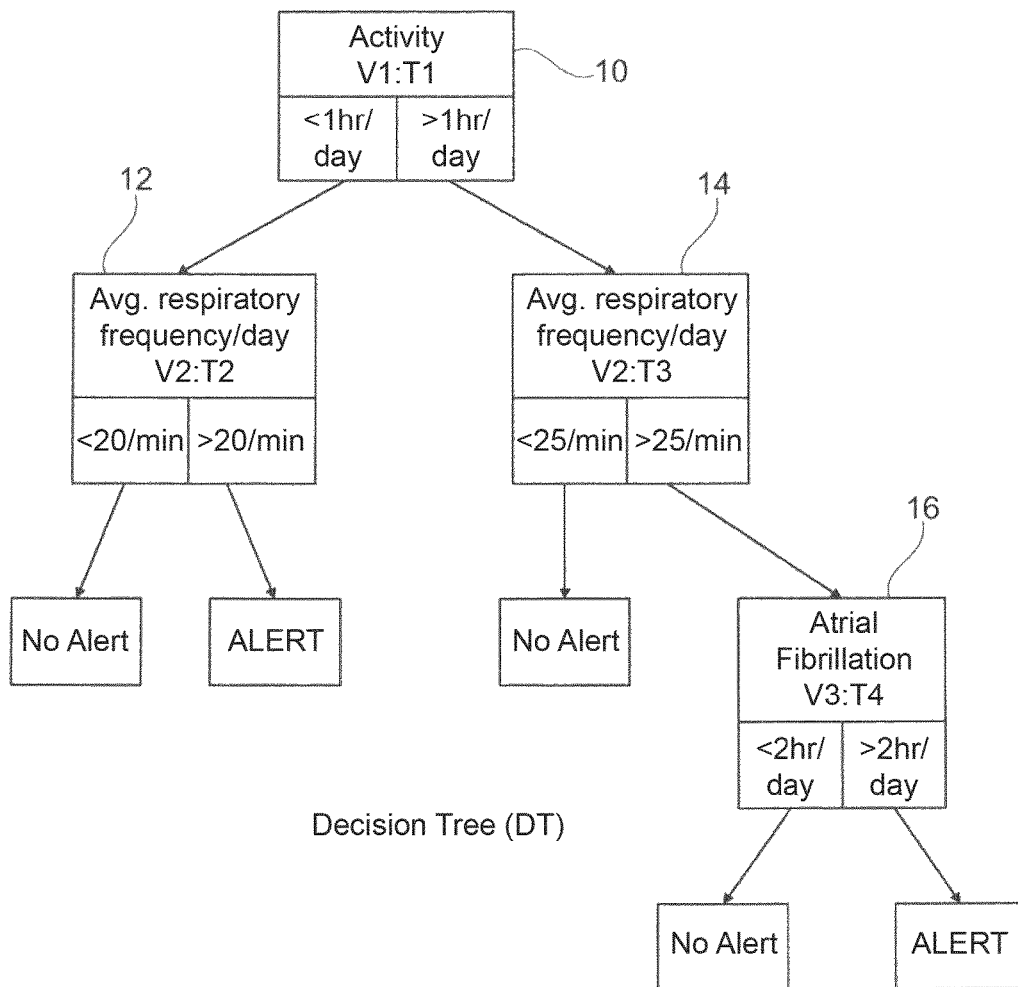 Activity
V1:T1
10
<1hr/
day
>1hr/
day
12
14
Avg. respiratory
frequency/day
V2:T2
<20/min
>20/min
Avg. respiratory
frequency/day
V2:T3
<25/min
>25/min
16
No Alert
ALERT
No Alert
Atrial
Fibrillation
V3:T4
<2hr/
day
>2hr/
day
Decision Tree (DT)
No Alert
ALERT